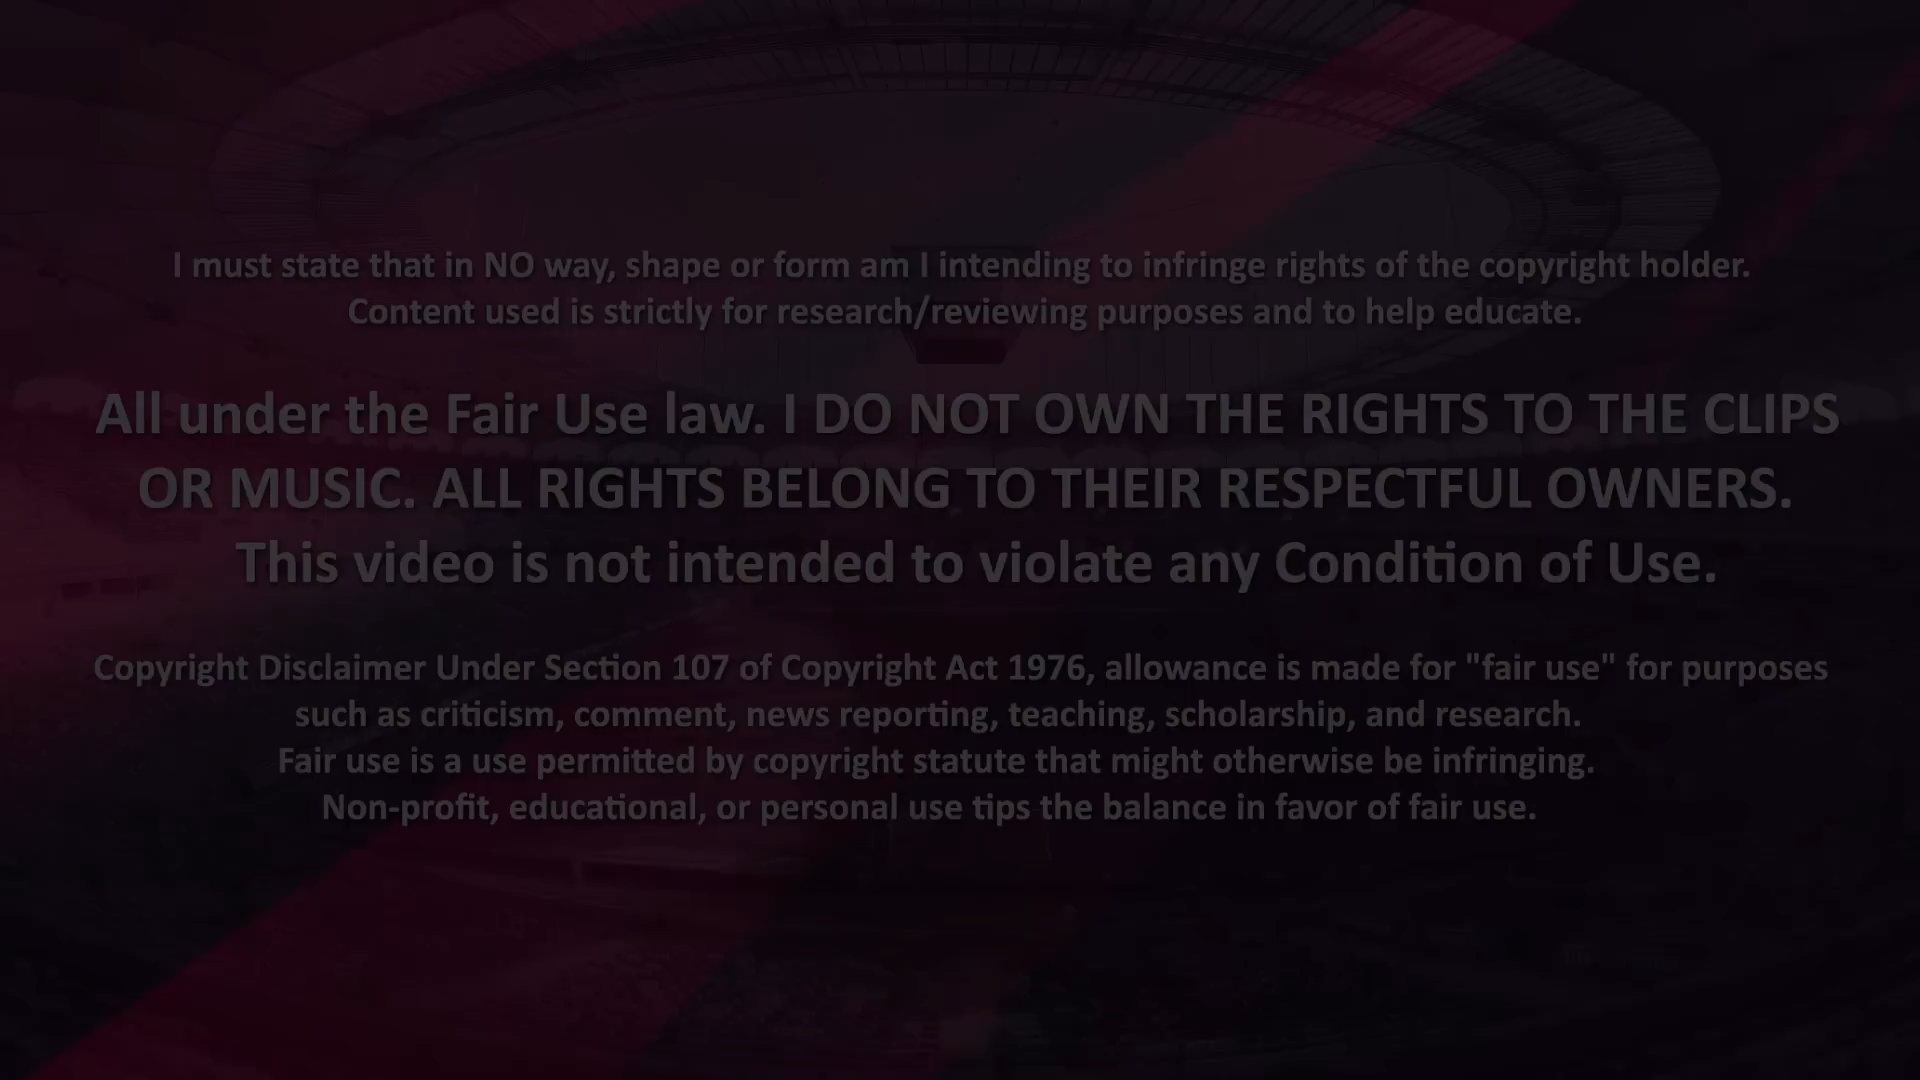 I must state that in NO way, shape or form am I intending to infringe rights of the copyright holder.
Content used is strictly for research/reviewing purposes and to help educate.
All under the Fair Use law. I DO NOT OWN THE RIGHTS TO THE CLIPS
OR MUSIC. ALL RIGHTS BELONG TO THEIR RESPECTFUL OWNERS.
This video is not intended to violate any Condition of Use.
Copyright Disclaimer Under Section 107 of Copyright Act 1976, allowance is made for "fair use" for purposes
such as criticism, comment, news reporting, teaching, scholarship, and research.
Fair use is a use permitted by copyright statute that might otherwise be infringing.
Non-profit, educational, or personal use tips the balance in favor of fair use.